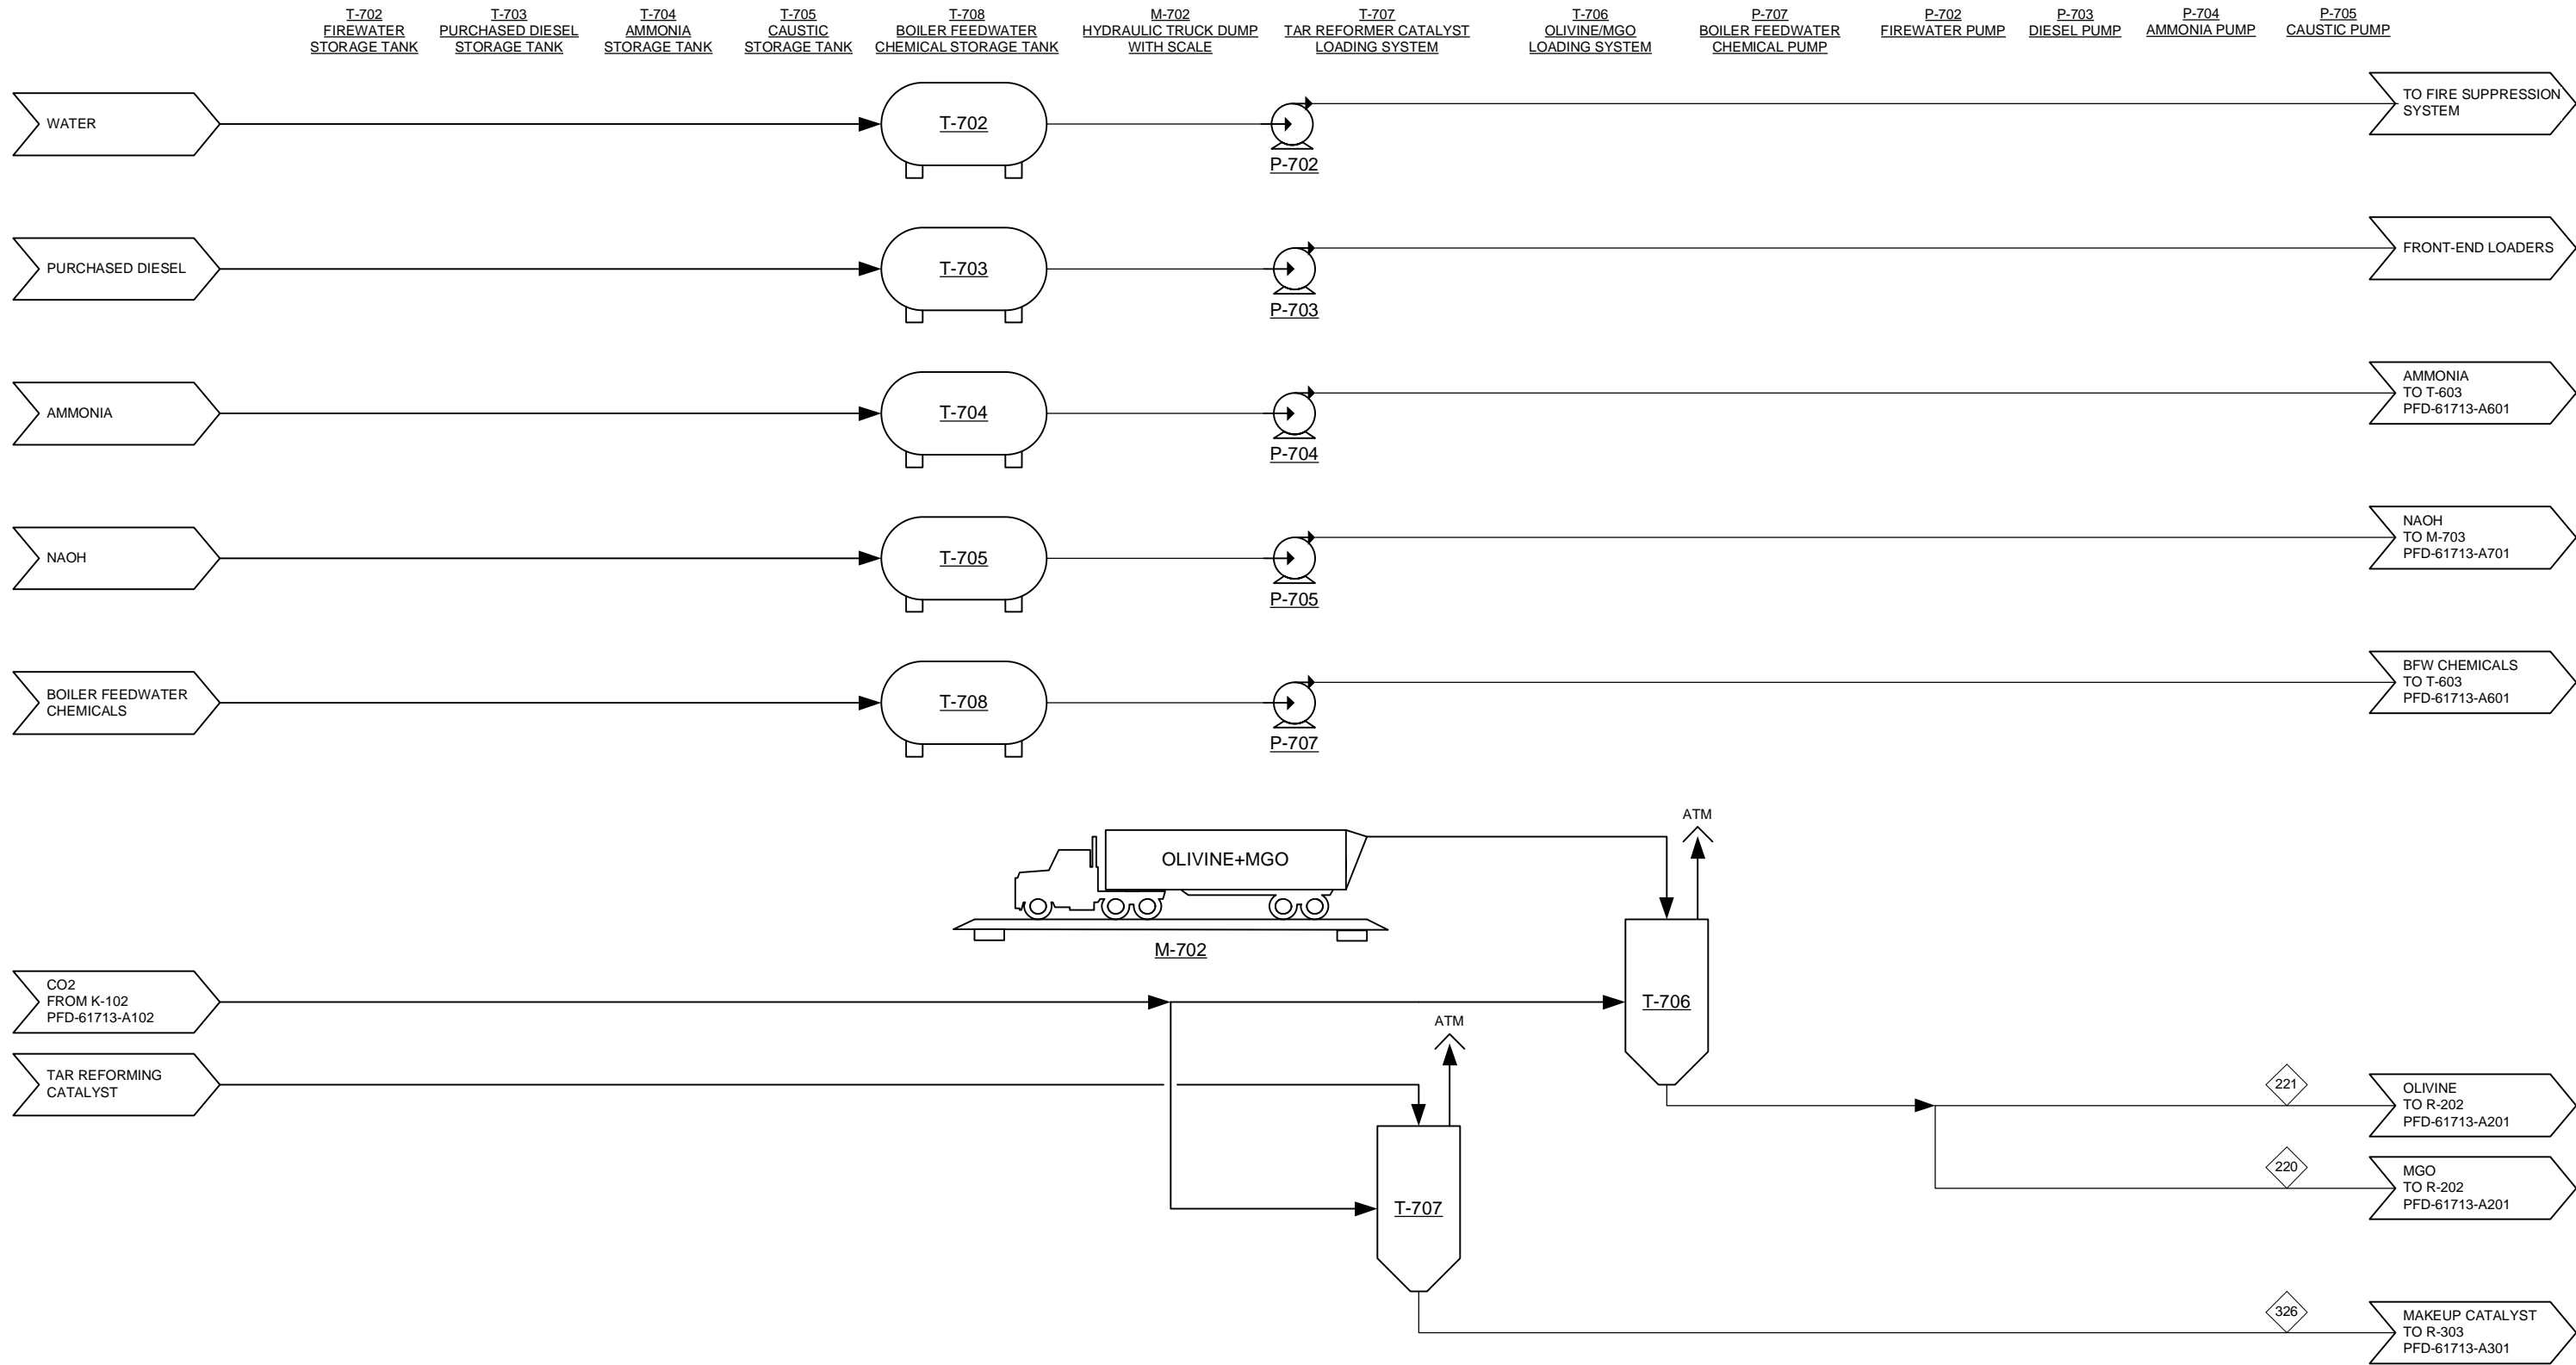 T-702
FIREWATER
STORAGE TANK
T-703
PURCHASED DIESEL
STORAGE TANK
T-704
AMMONIA
STORAGE TANK
T-705
CAUSTIC
STORAGE TANK
T-708
BOILER FEEDWATER
CHEMICAL STORAGE TANK
M-702
HYDRAULIC TRUCK DUMP
WITH SCALE
T-707
TAR REFORMER CATALYST
LOADING SYSTEM
T-706
OLIVINE/MGO
LOADING SYSTEM
P-707
BOILER FEEDWATER
CHEMICAL PUMP
P-702
FIREWATER PUMP
P-703
DIESEL PUMP
P-704
AMMONIA PUMP
P-705
CAUSTIC PUMP
WATER
T-702
P-702
TO FIRE SUPPRESSION
SYSTEM
PURCHASED DIESEL
T-703
P-703
FRONT-END LOADERS
AMMONIA
T-704
P-704
AMMONIA
TO T-603
PFD-61713-A601
NAOH
T-705
P-705
NAOH
TO M-703
PFD-61713-A701
BOILER FEEDWATER
CHEMICALS
T-708
P-707
BFW CHEMICALS
TO T-603
PFD-61713-A601
OLIVINE+MGO
M-702
ATM
CO2
FROM K-102
PFD-61713-A102
T-706
ATM
TAR REFORMING
CATALYST
T-707
221
OLIVINE
TO R-202
PFD-61713-A201
220
MGO
TO R-202
PFD-61713-A201
326
MAKEUP CATALYST
TO R-303
PFD-61713-A301